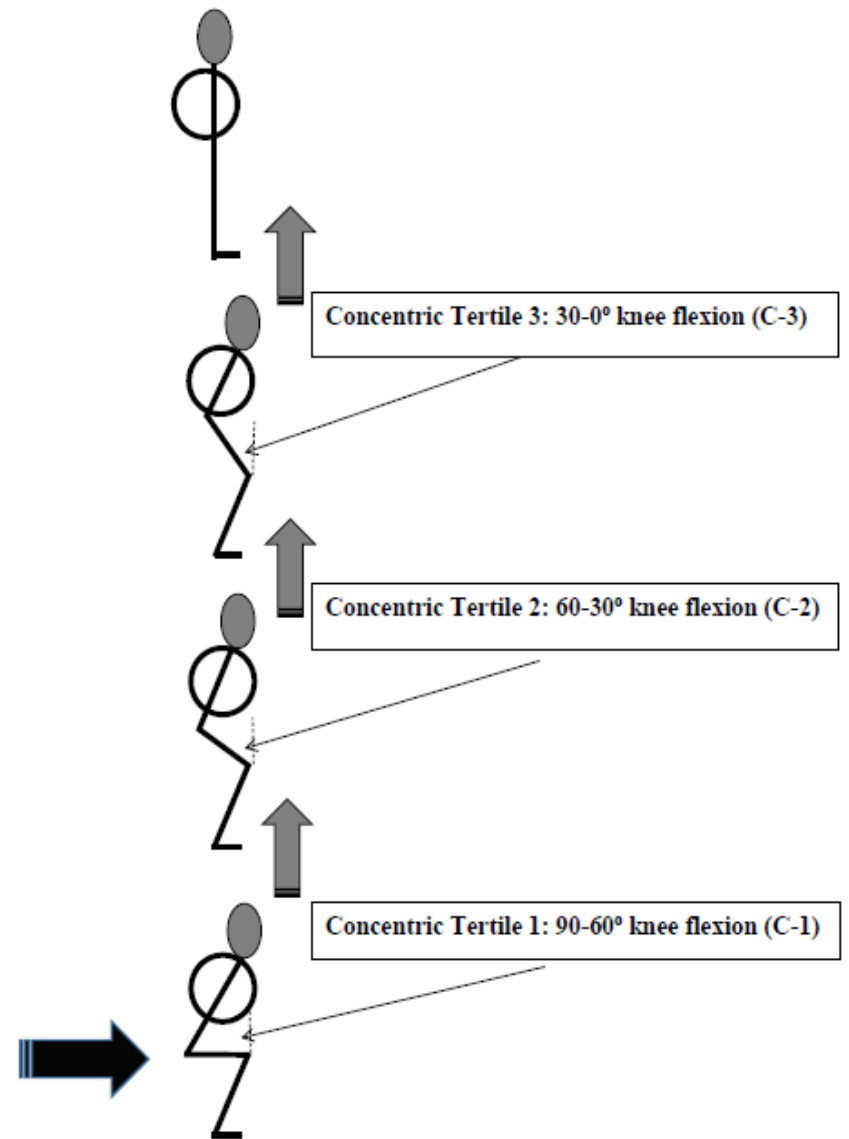 Concentric Tertile 3: 30-0º knee flexion (C-3)
Concentric Tertile 2: 60-30º knee flexion (C-2)
Concentric Tertile 1: 90-60º knee flexion (C-1)